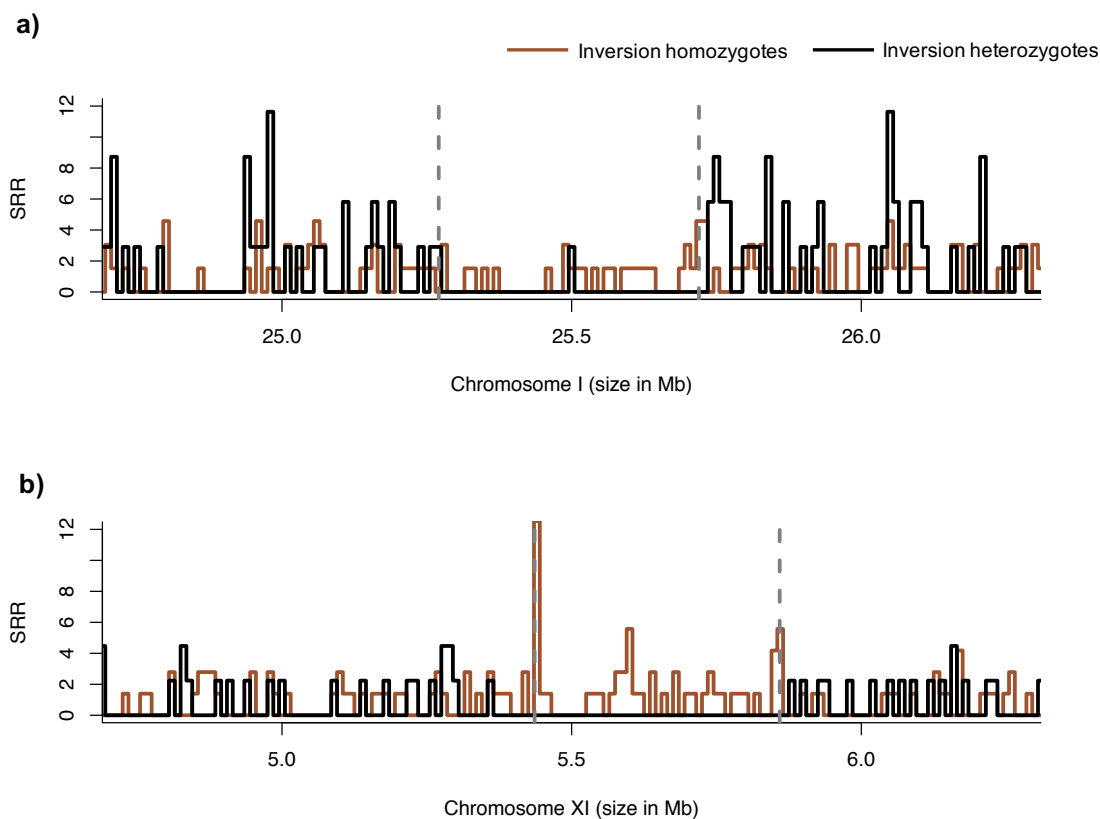 a)
Inversion homozygotes Inversion heterozygotes
12
8
6
4
2
0
SRR
25.0 25.5 26.0
Chromosome I (size in Mb)
b)
12
8
6
4
2
0
SRR
5.0 5.5 6.0
Chromosome XI (size in Mb)